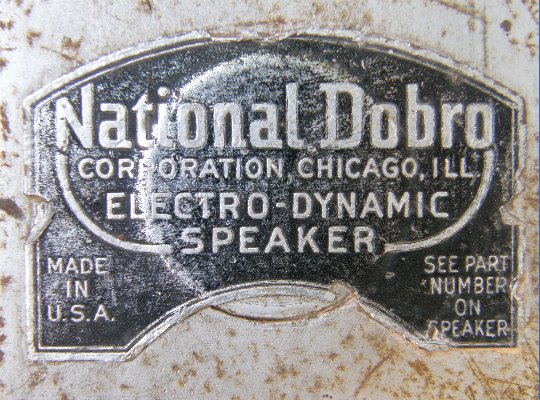 National Dobro
CORPORATION, CHICAGO, ILL.
ELECTRO-DYNAMIC
SPEAKER
MADE
IN
U.S.A.
SEE PART
NUMBER
ON
SPEAKER